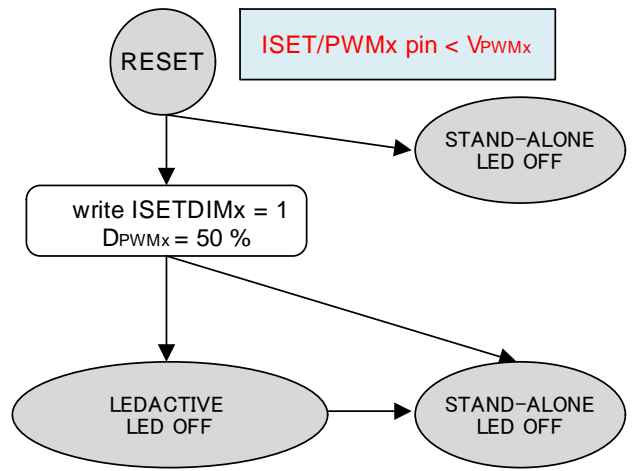 RESET
ISET/PWMx pin < VPWMx
STAND-ALONE
LED OFF
write ISETDIMx = 1
DPWMx = 50 %
LEDACTIVE
LED OFF
STAND-ALONE
LED OFF